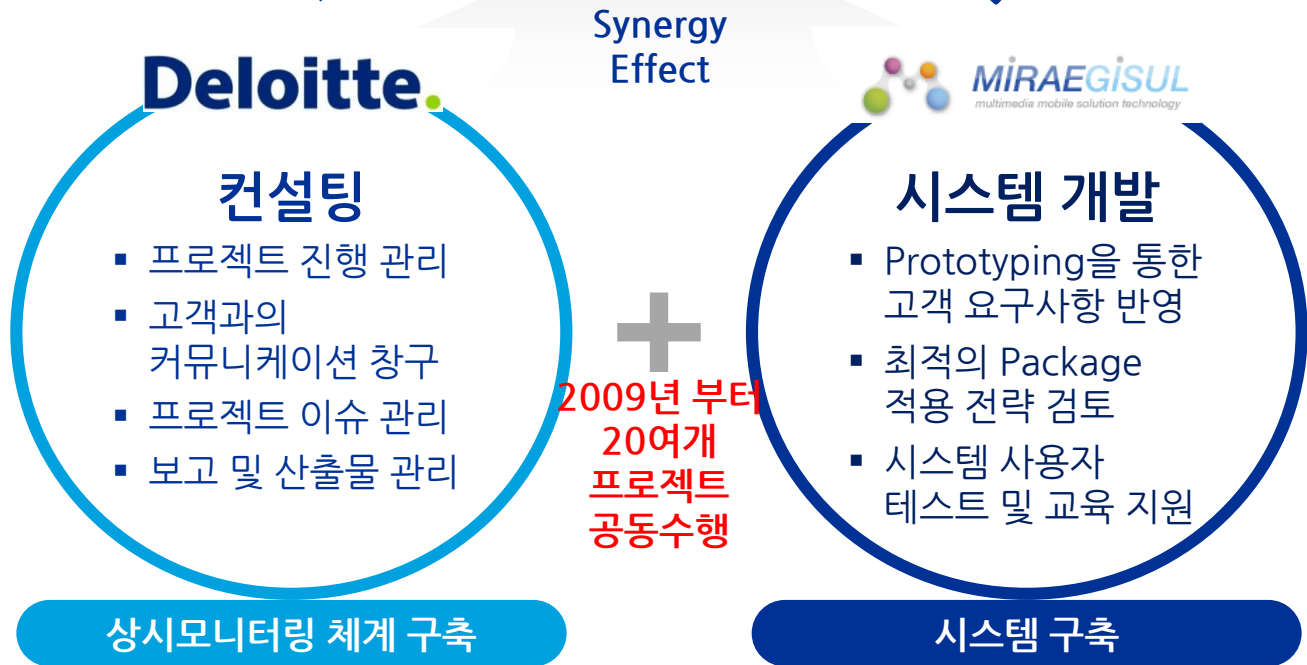 Synergy
Effect
Deloitte.
MİRAEGİSUL
multimedia mobile solution technology
컨설팅
▪ 프로젝트 진행 관리
▪ 고객과의
커뮤니케이션 창구
▪ 프로젝트 이슈 관리
▪ 보고 및 산출물 관리
상시모니터링 체계 구축
+
2009년 부터
20여개
프로젝트
공동수행
시스템 개발
▪ Prototyping을 통한
고객 요구사항 반영
▪ 최적의 Package
적용 전략 검토
▪ 시스템 사용자
테스트 및 교육 지원
시스템 구축